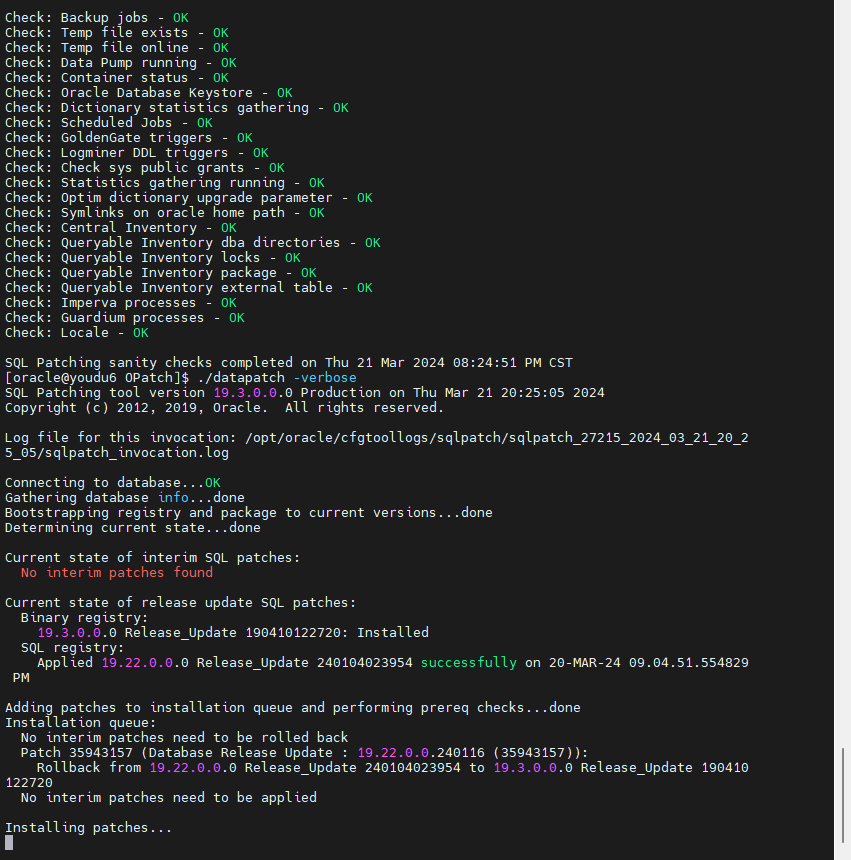 Check: Backup jobs - OK
Check: Temp file exists - OK
Check: Temp file online - OK
Check: Data Pump running - OK
Check: Container status - OK
Check: Oracle Database Keystore - OK
Check: Dictionary statistics gathering - OK
Check: Scheduled Jobs - OK
Check: GoldenGate triggers - OK
Check: Logminer DDL triggers - OK
Check: Check sys public grants - OK
Check: Statistics gathering running - OK
Check: Optim dictionary upgrade parameter - OK
Check: Symlinks on oracle home path - OK
Check: Central Inventory - OK
Check: Queryable Inventory dba directories - OK
Check: Queryable Inventory locks - OK
Check: Queryable Inventory package - OK
Check: Queryable Inventory external table - OK
Check: Imperva processes - OK
Check: Guardium processes - OK
Check: Locale - OK

SQL Patching sanity checks completed on Thu 21 Mar 2024 08:24:51 PM CST
[oracle@youdu6 OPatch]$ ./datapatch -verbose
SQL Patching tool version 19.3.0.0.0 Production on Thu Mar 21 20:25:05 2024
Copyright (c) 2012, 2019, Oracle.  All rights reserved.

Log file for this invocation: /opt/oracle/cfgtoollogs/sqlpatch/sqlpatch_27215_2024_03_21_20_2
5_05/sqlpatch_invocation.log

Connecting to database...OK
Gathering database info...done
Bootstrapping registry and package to current versions...done
Determining current state...done

Current state of interim SQL patches:
  No interim patches found

Current state of release update SQL patches:
  Binary registry:
    19.3.0.0.0 Release_Update 190410122720: Installed
  SQL registry:
    Applied 19.22.0.0.0 Release_Update 240104023954 successfully on 20-MAR-24 09.04.51.554829
 PM

Adding patches to installation queue and performing prereq checks...done
Installation queue:
  No interim patches need to be rolled back
  Patch 35943157 (Database Release Update : 19.22.0.0.240116 (35943157)):
    Rollback from 19.22.0.0.0 Release_Update 240104023954 to 19.3.0.0.0 Release_Update 190410
122720
  No interim patches need to be applied

Installing patches...